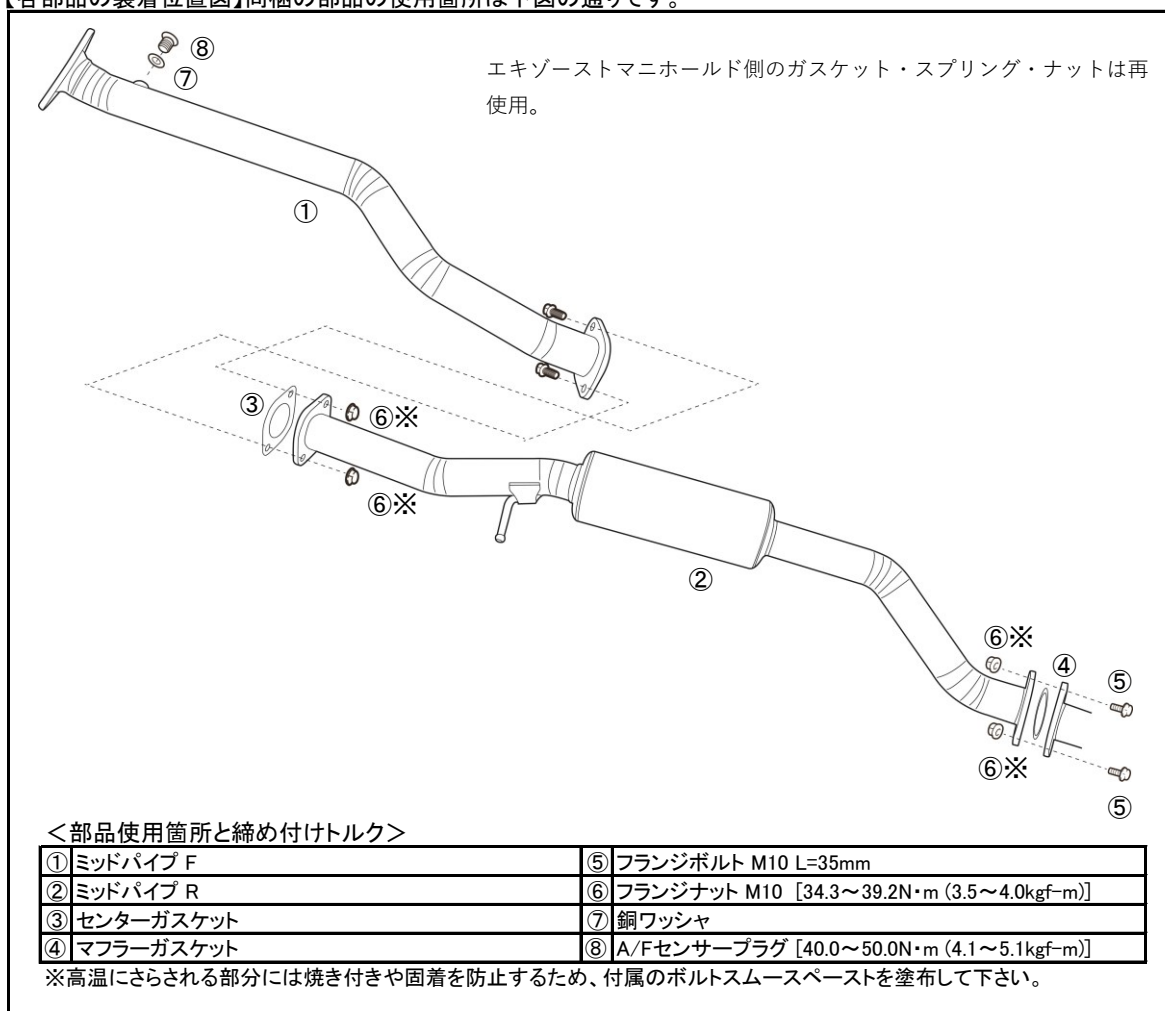 【各部品の装着位置図】同梱の部品の使用箇所は下図の通りです。
⑧
⑦
エキゾーストマニホールド側のガスケット・スプリング・ナットは再
使用。
①
③
⑥※
⑥※
②
⑥※
④
⑤
⑥※
⑤
＜部品使用箇所と締め付けトルク＞
① ミッドパイプ F ⑤ フランジボルト M10 L=35mm
② ミッドパイプ R ⑥ フランジナット M10 [34.3～39.2N・m (3.5～4.0kgf-m)]
③ センターガスケット ⑦ 銅ワッシャ
④ マフラーガスケット ⑧ A/Fセンサープラグ [40.0～50.0N・m (4.1～5.1kgf-m)]
※高温にさらされる部分には焼き付きや固着を防止するため、付属のボルトスムースペーストを塗布して下さい。